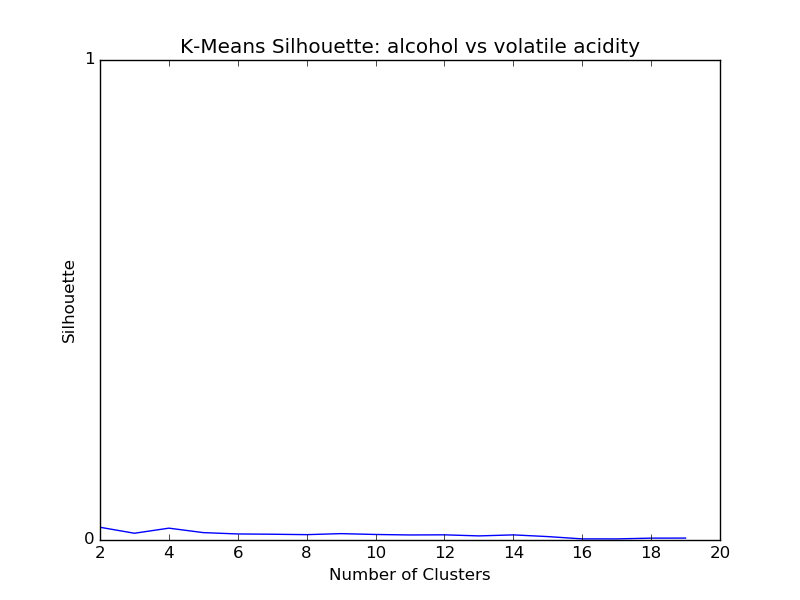 K-Means Silhouette: alcohol vs volatile acidity
1
Silhouette
0
2 4 6 8 10 12 14 16 18 20
Number of Clusters